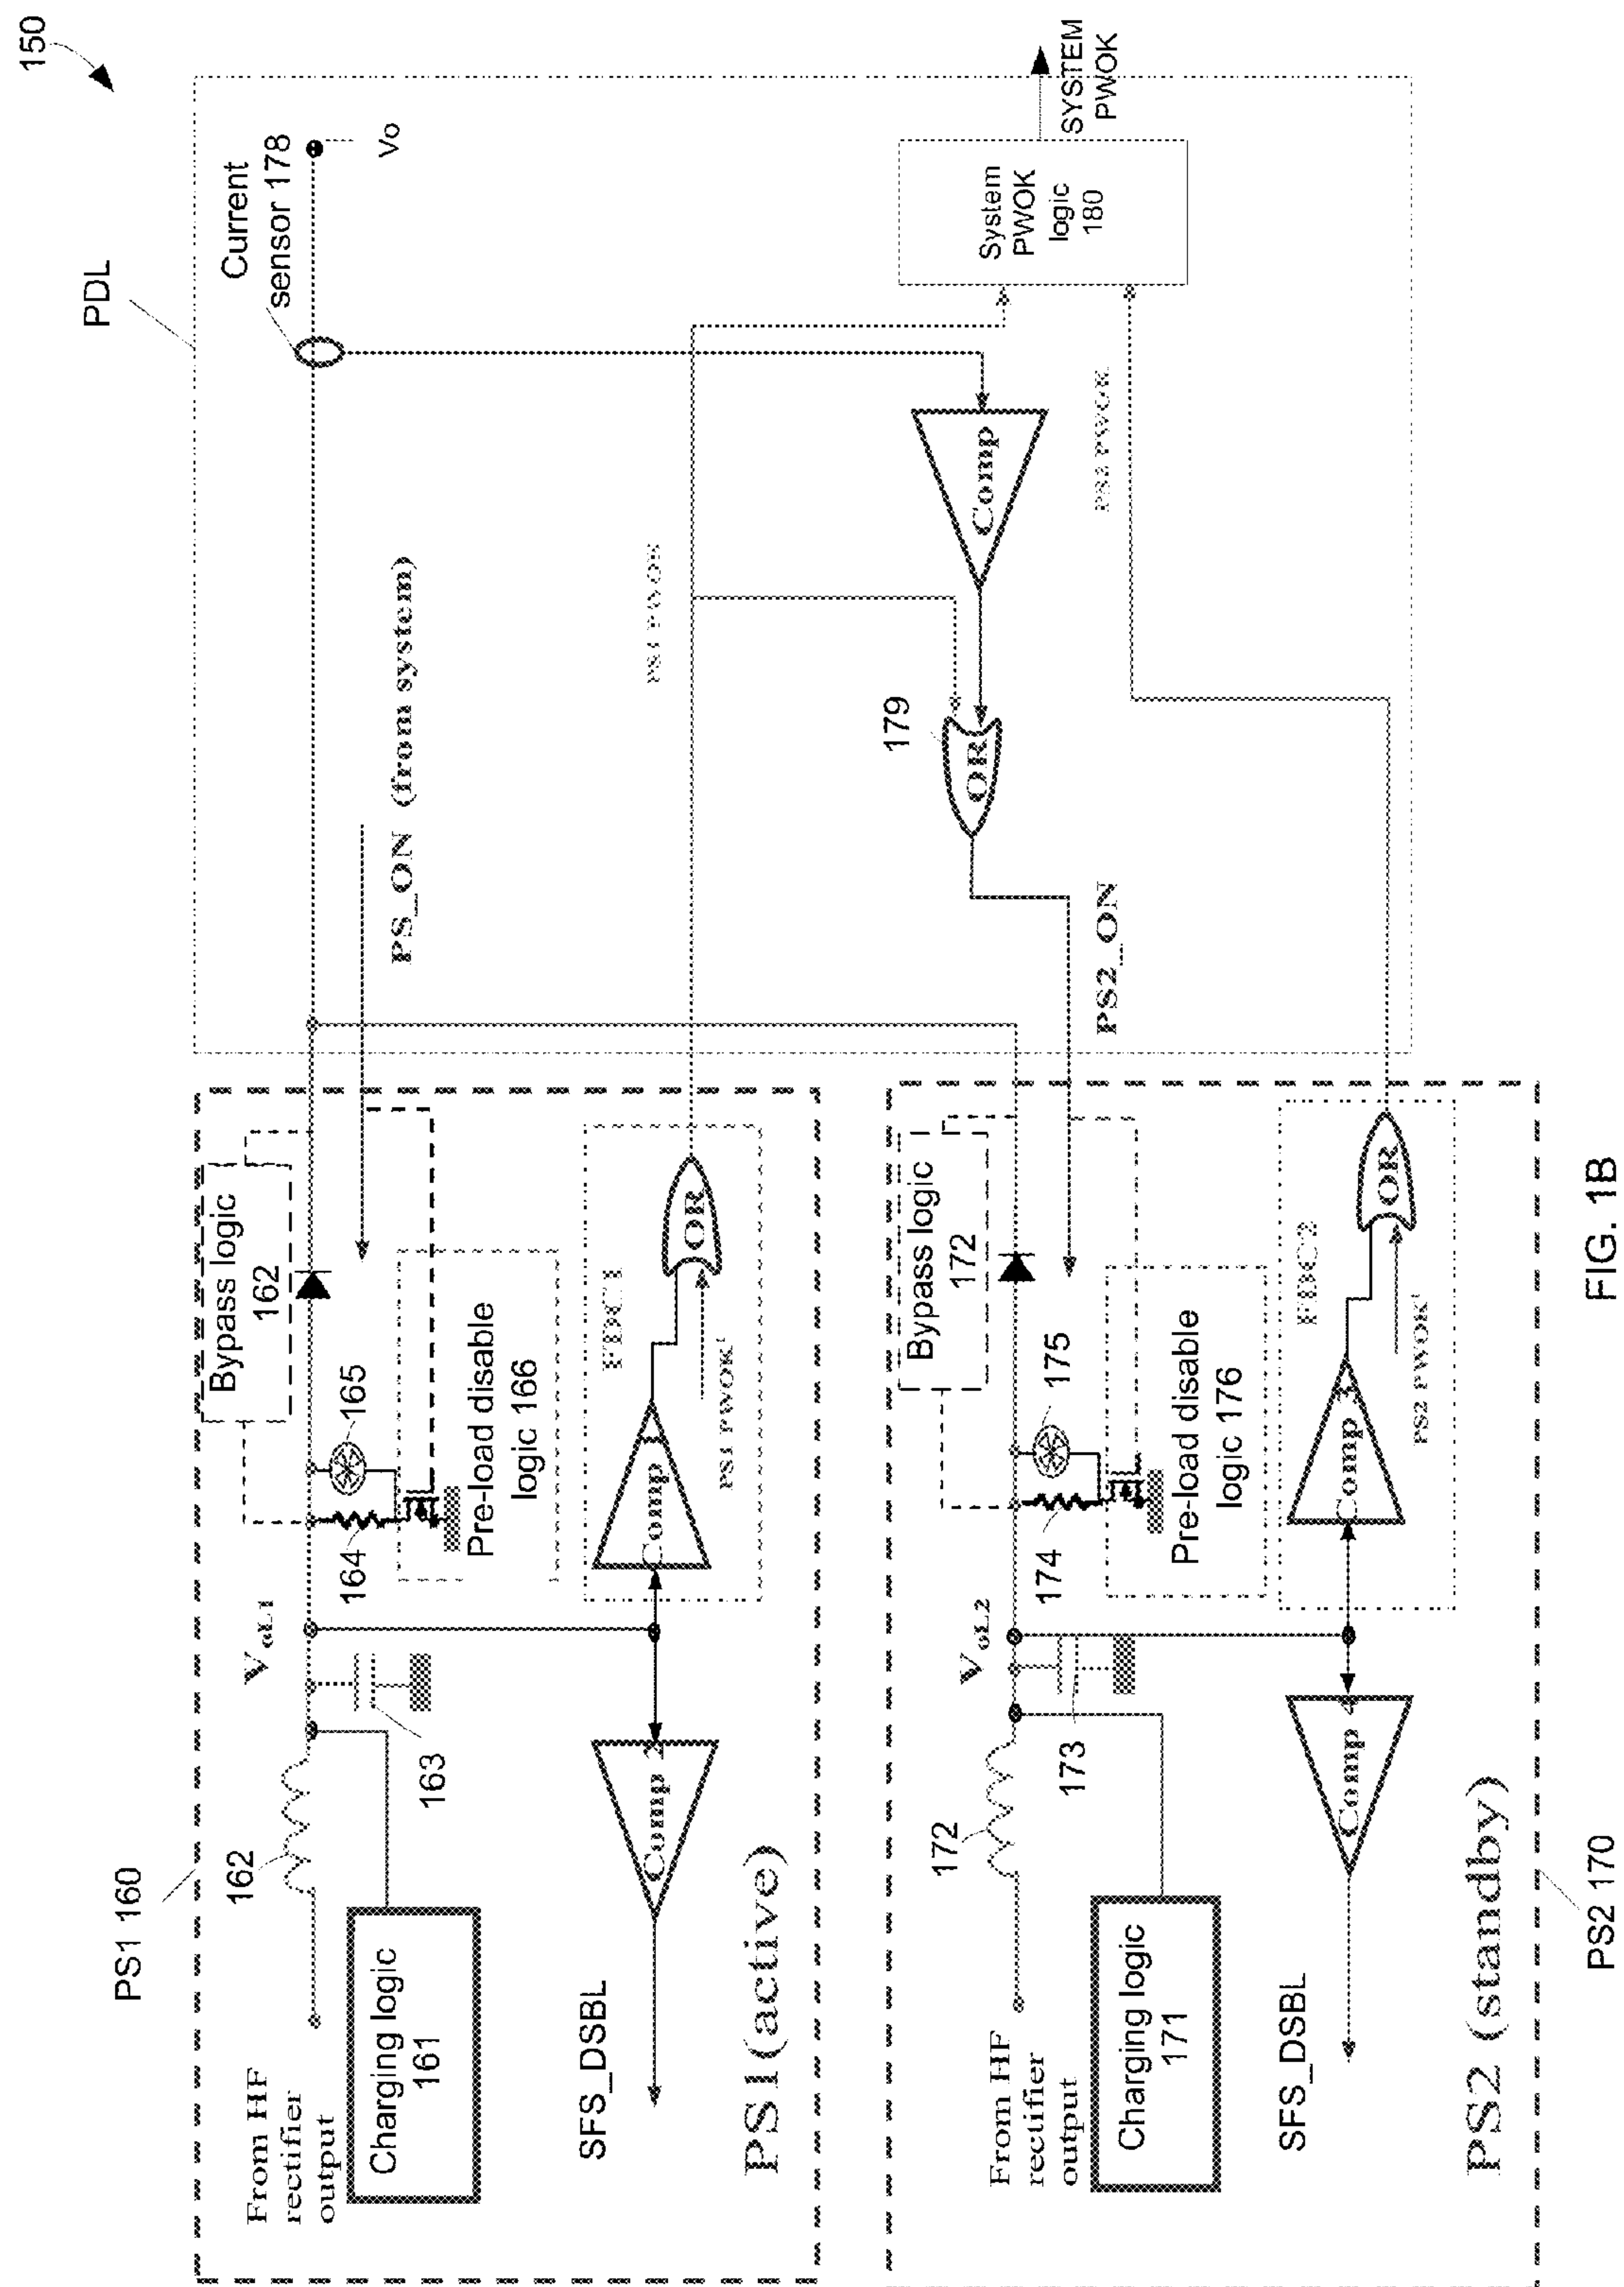 150
PDL
Current
sensor 178
Vo
PS_ON (from system)
PS1 PWOK
Comp
179
OR
PS2_ON
PS2 PWOK
System
PWOK
logic
180
SYSTEM
PWOK
PS1 160
From HF
rectifier
output
162
Charging logic
161
163
VoL1
164
165
Bypass logic
162
Pre-load disable
logic 166
FDC1
Comp 1
OR
PS1 PWOK'
Comp 2
SFS_DSBL
PS1(active)
From HF
rectifier
output
172
Charging logic
171
173
VoL2
174
175
Bypass logic
172
Pre-load disable
logic 176
FDC2
Comp 3
OR
PS2 PWOK'
Comp 4
SFS_DSBL
PS2 (standby)
PS2 170
FIG. 1B